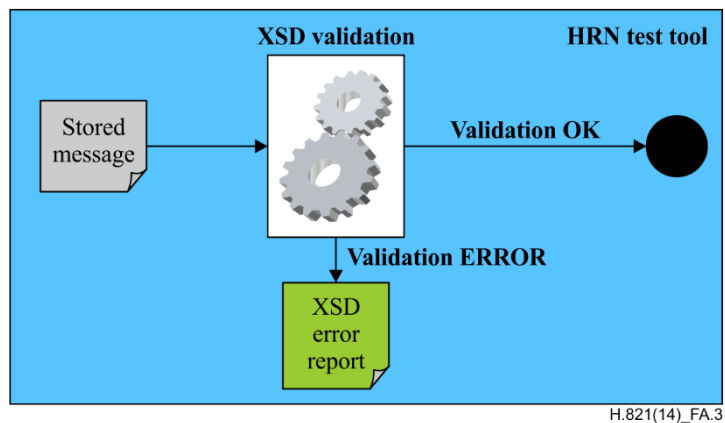 XSD validation
HRN test tool
Stored
message
Validation OK
Validation ERROR
XSD
error
report
H.821(14)_FA.3